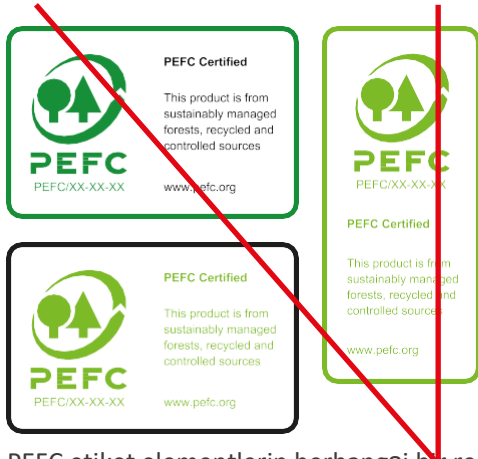 PEFC Certified
This product is from
sustainably managed
forests, recycled and
controlled sources
www.pefc.org
PEFC
PEFC/XX-XX-XX
PEFC
PEFC/XX-XX-XX
PEFC Certified
This product is from
sustainably managed
forests, recycled and
controlled sources
www.pefc.org
PEFC Certified
This product is from
sustainably managed
forests, recycled and
controlled sources
www.pefc.org
PEFC
PEFC/XX-XX-XX
PEFC etiket elementlerin herhangi bir re